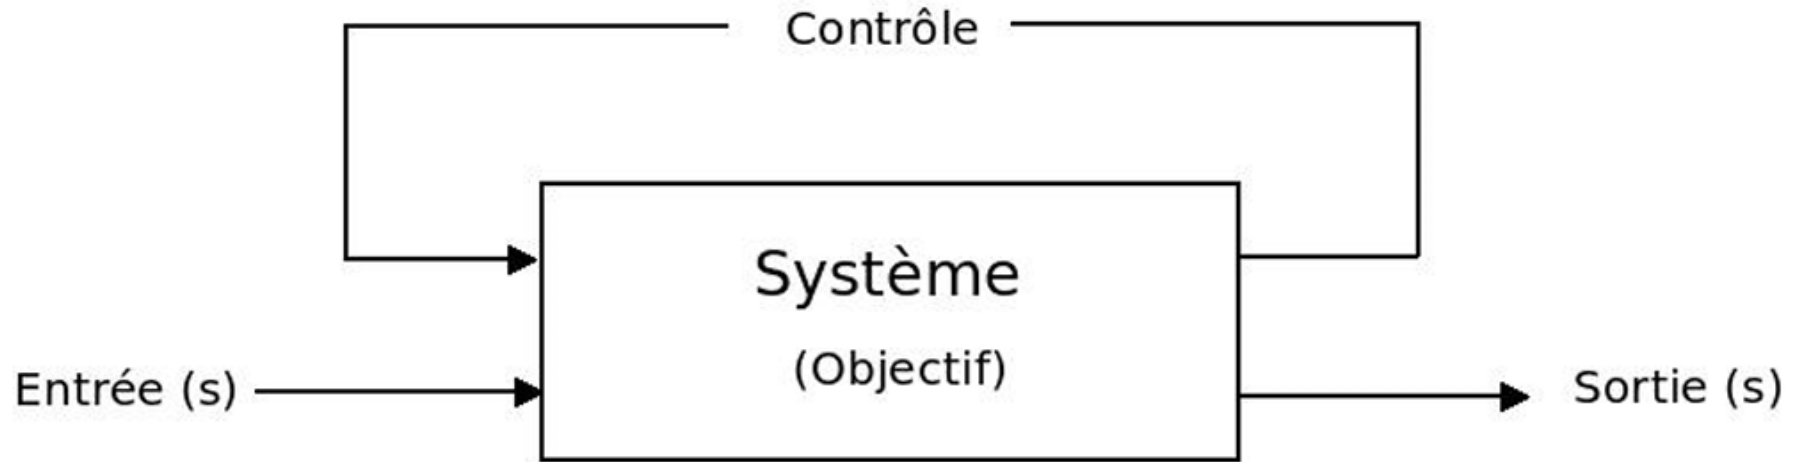 Contrôle
Système
(Objectif)
Entrée (s)
Sortie (s)